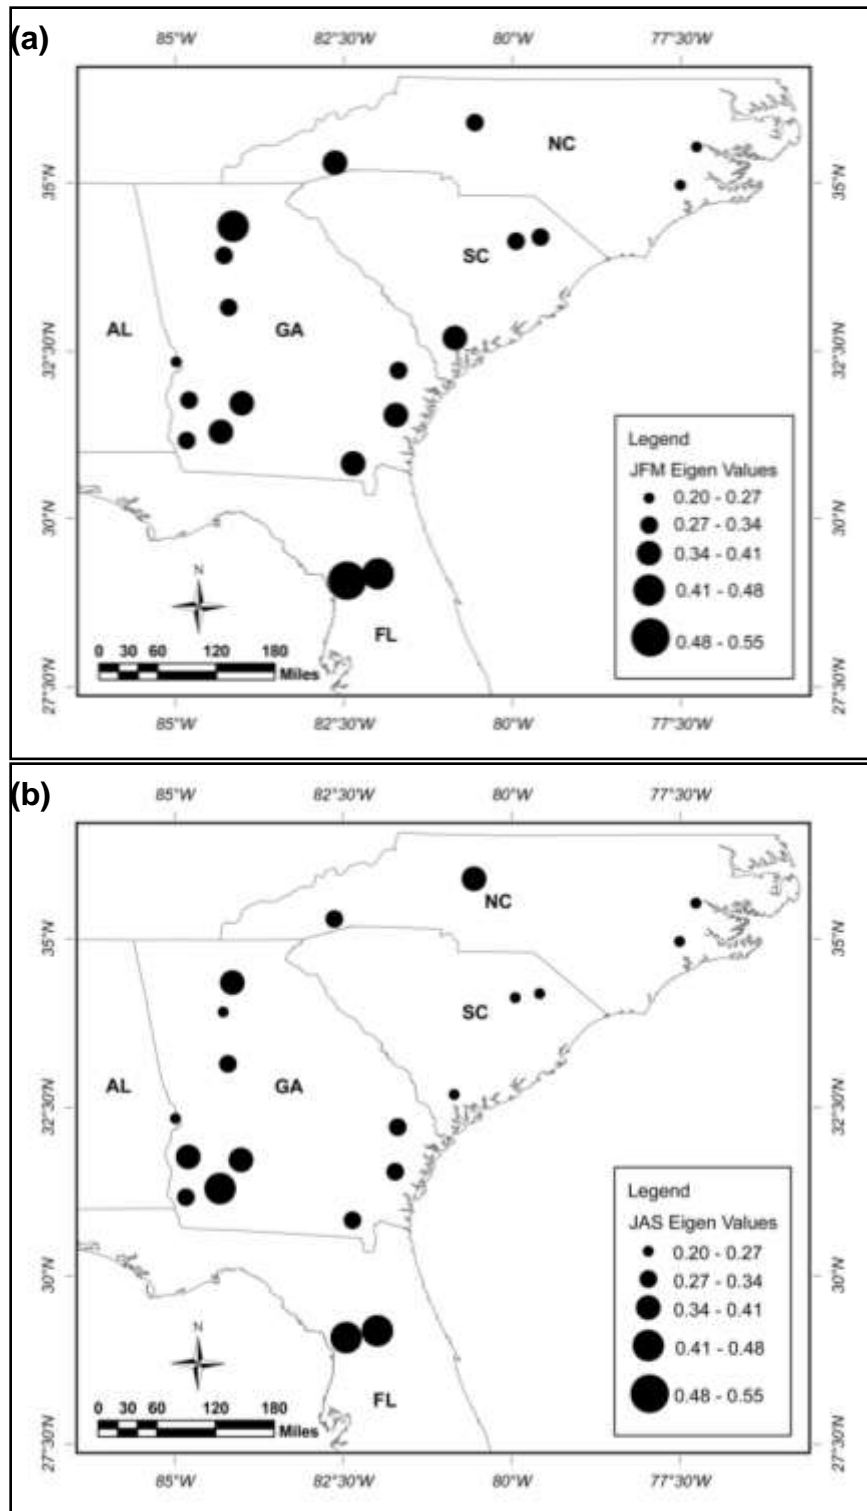 (a)
85°W 82°30'W 80°W 77°30'W
NC
35°N 35°N
SC
AL GA
32°30'N 32°30'N
Legend
JFM Eigen Values
0.20 - 0.27
0.27 - 0.34
0.34 - 0.41
0.41 - 0.48
0.48 - 0.55
30°N 30°N
N
FL
0 30 60 120 180
Miles
27°30'N 27°30'N
85°W 82°30'W 80°W 77°30'W
(b)
85°W 82°30'W 80°W 77°30'W
NC
35°N 35°N
SC
AL GA
32°30'N 32°30'N
Legend
JAS Eigen Values
0.20 - 0.27
0.27 - 0.34
0.34 - 0.41
0.41 - 0.48
0.48 - 0.55
30°N 30°N
N
FL
0 30 60 120 180
Miles
27°30'N 27°30'N
85°W 82°30'W 80°W 77°30'W